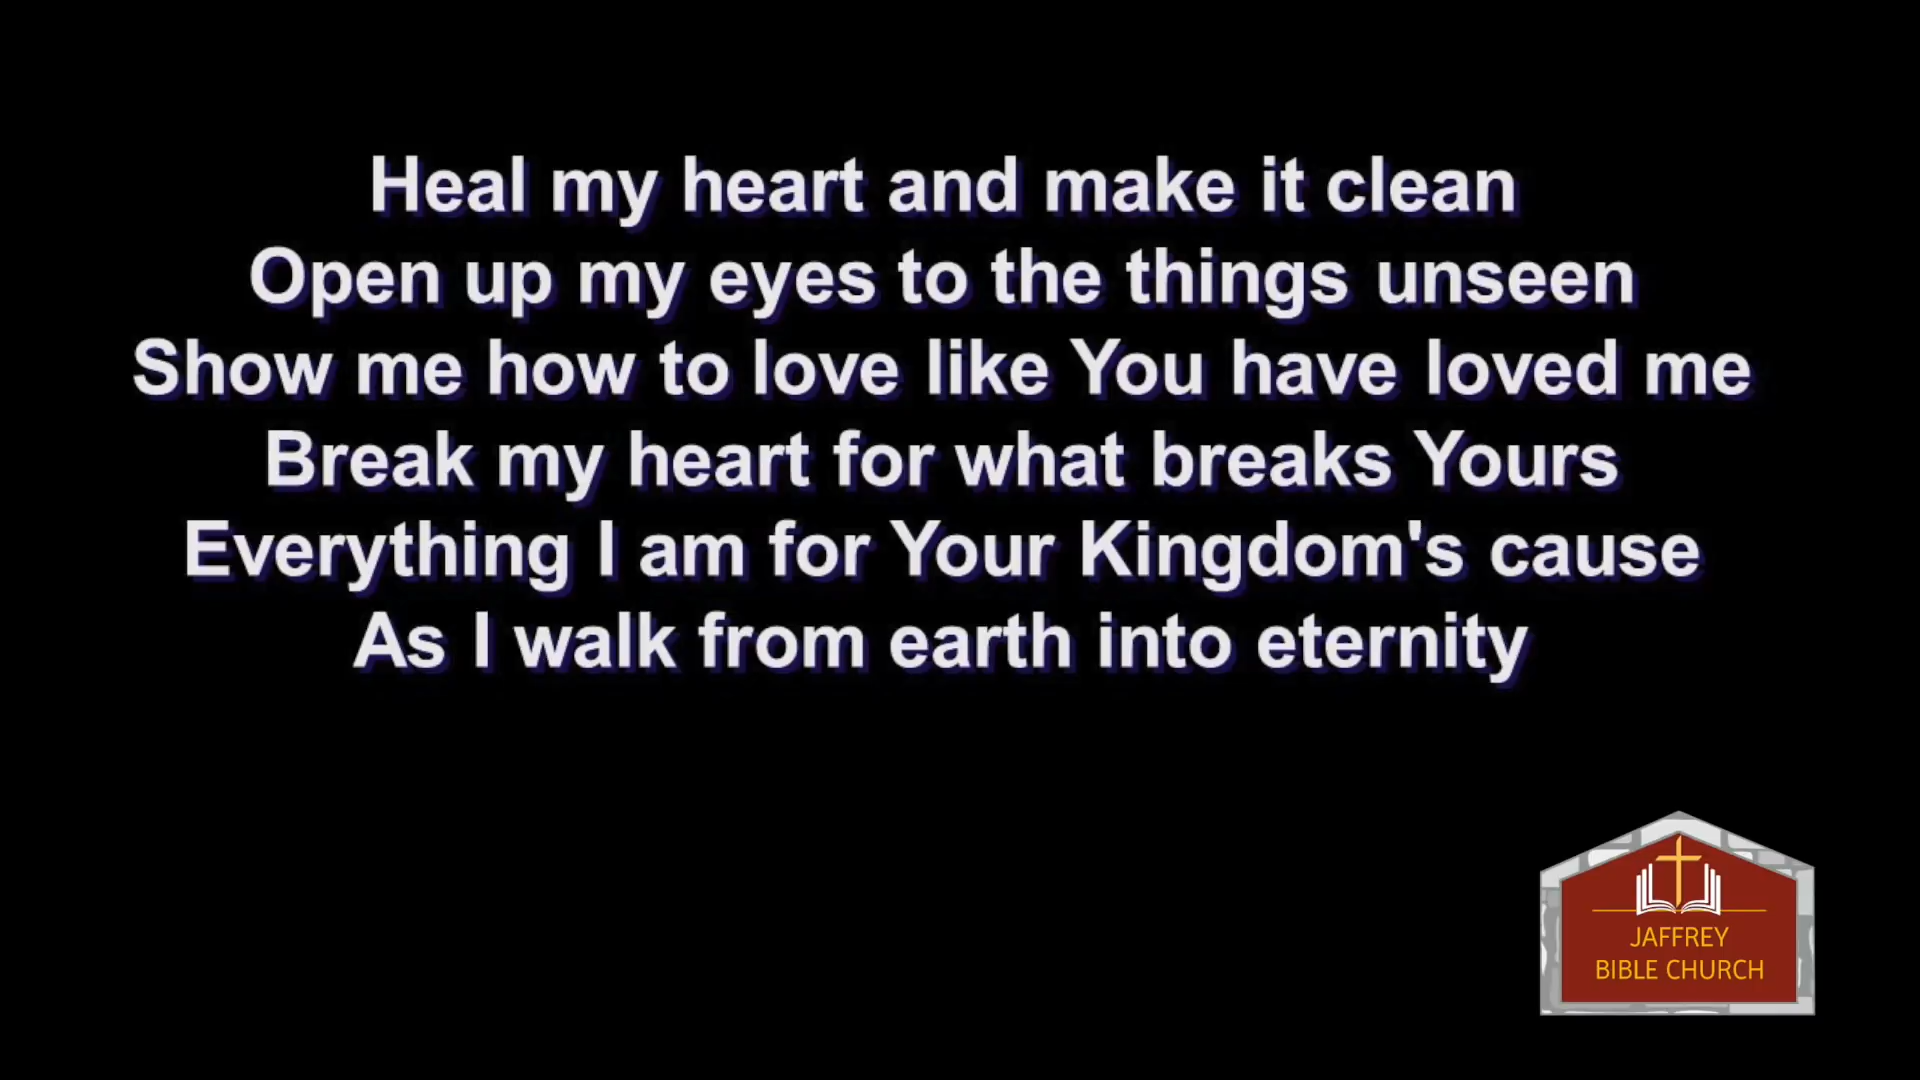 Heal my heart and make it clean
Open up my eyes to the things unseen
Show me how to love like You have loved me
Break my heart for what breaks Yours
Everything I am for Your Kingdom's cause
As I walk from earth into eternity
JAFFREY
BIBLE CHURCH